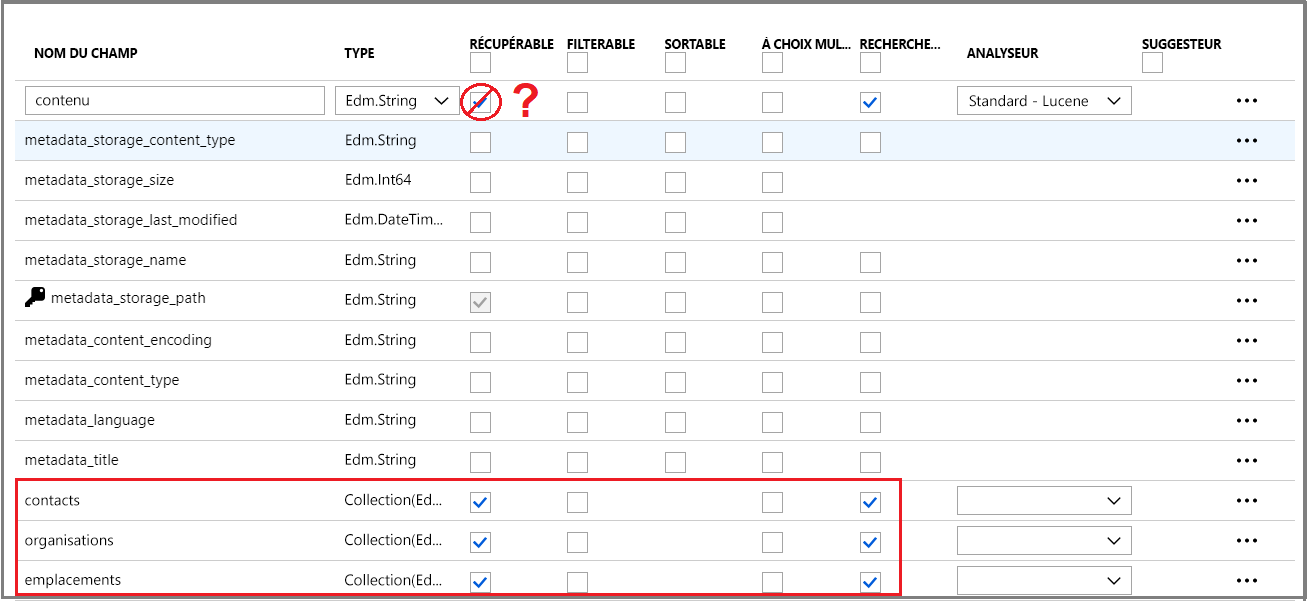 NOM DU CHAMP TYPE RÉCUPÉRABLE FILTERABLE SORTABLE À CHOIX MUL... RECHERCHE... ANALYSEUR SUGGESTEUR
contenu Edm.String ? Standard - Lucene
metadata_storage_content_type Edm.String
metadata_storage_size Edm.Int64
metadata_storage_last_modified Edm.DateTim...
metadata_storage_name Edm.String
metadata_storage_path Edm.String
metadata_content_encoding Edm.String
metadata_content_type Edm.String
metadata_language Edm.String
metadata_title Edm.String
contacts Collection(Ed...
organisations Collection(Ed...
emplacements Collection(Ed...